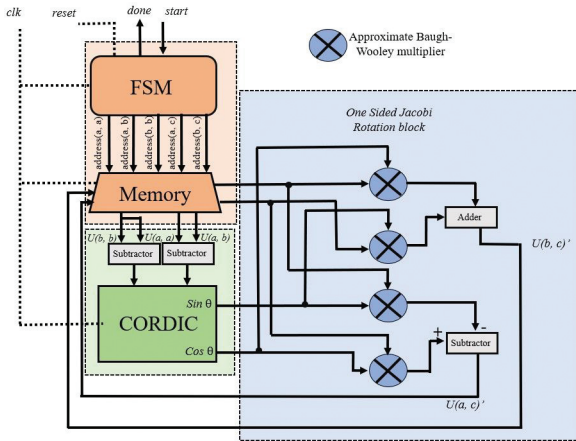 clk
reset
done
start
Approximate Baugh-
Wooley multiplier
FSM
address(a, a)
address(a, b)
address(b, b)
address(a, c)
address(b, c)
One Sided Jacobi
Rotation block
Memory
U(b, b)
U(a, a)
U(a, b)
Subtractor
Subtractor
Adder
U(b, c)'
Sin θ
CORDIC
Cos θ
+
-
Subtractor
U(a, c)'